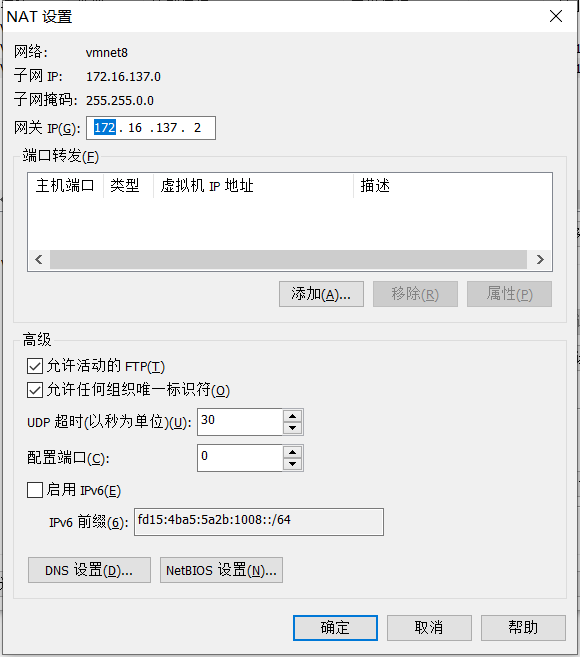 NAT 设置
网络: vmnet8
子网 IP: 172.16.137.0
子网掩码: 255.255.0.0
网关 IP(G): 172 . 16 .137 . 2
端口转发(F)
主机端口 类型 虚拟机 IP 地址 描述
添加(A)... 移除(R) 属性(P)
高级
允许活动的 FTP(T)
允许任何组织唯一标识符(O)
UDP 超时(以秒为单位)(U): 30
配置端口(C): 0
启用 IPv6(E)
IPv6 前缀(6): fd15:4ba5:5a2b:1008::/64
DNS 设置(D)... NetBIOS 设置(N)...
确定 取消 帮助